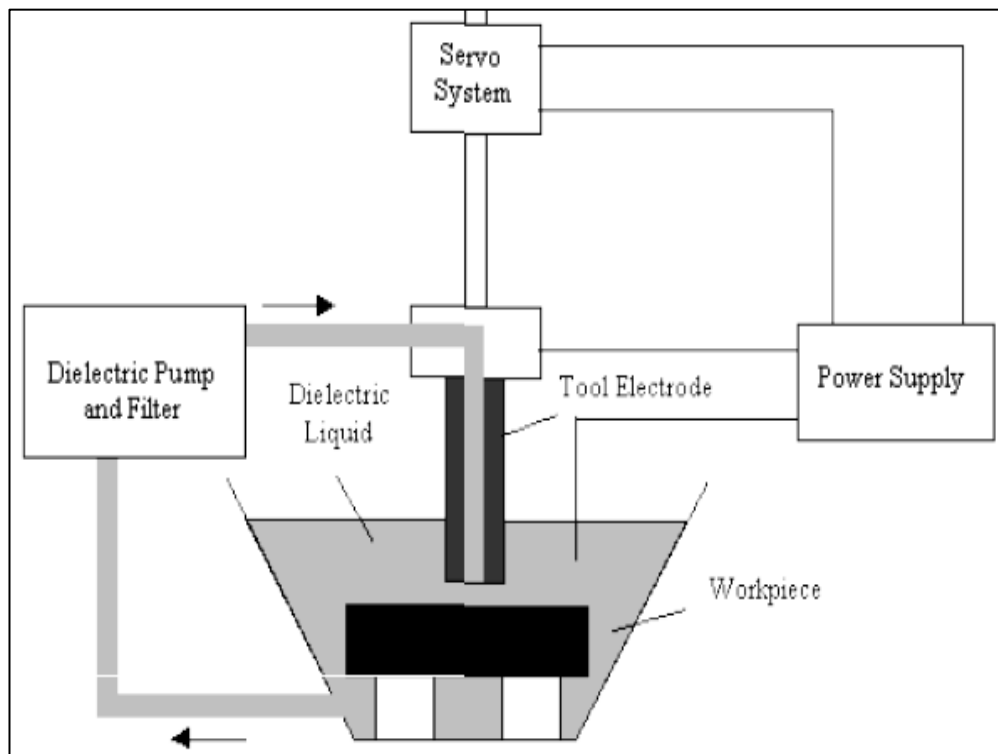 Servo
System
Dielectric Pump
and Filter
Dielectric
Liquid
Tool Electrode
Power Supply
Workpiece